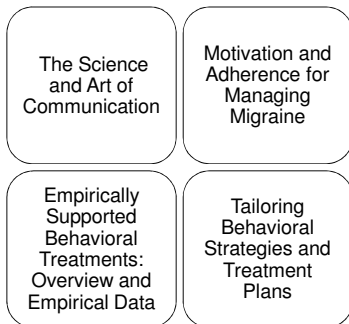 The Science
and Art of
Communication
Motivation and
Adherence for
Managing
Migraine
Empirically
Supported
Behavioral
Treatments:
Overview and
Empirical Data
Tailoring
Behavioral
Strategies and
Treatment
Plans